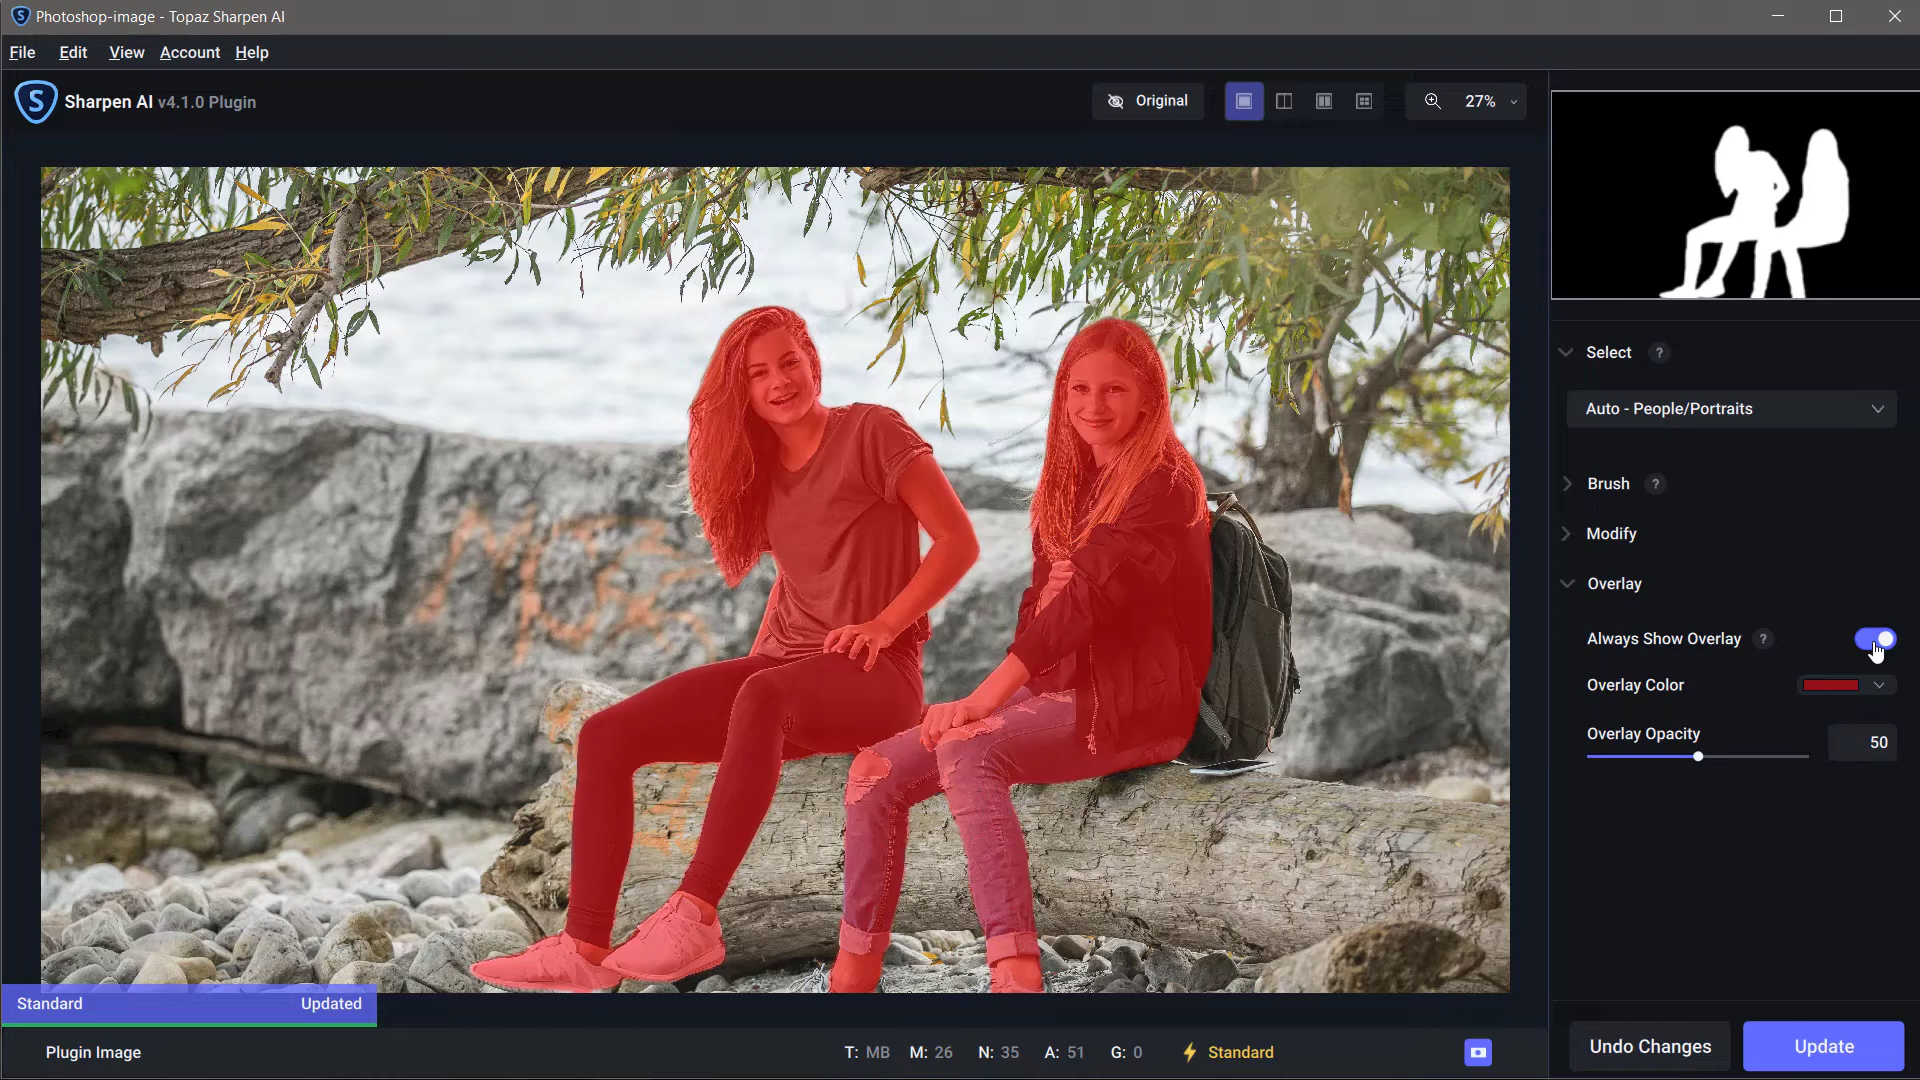 Photoshop-image - Topaz Sharpen AI
File Edit View Account Help
Sharpen AI v4.1.0 Plugin
Original
27%
Select ?
Auto - People/Portraits
Brush ?
Modify
Overlay
Always Show Overlay ?
Overlay Color
Overlay Opacity
50
Standard Updated
Plugin Image
T: MB M: 26 N: 35 A: 51 G: 0 Standard
Undo Changes Update